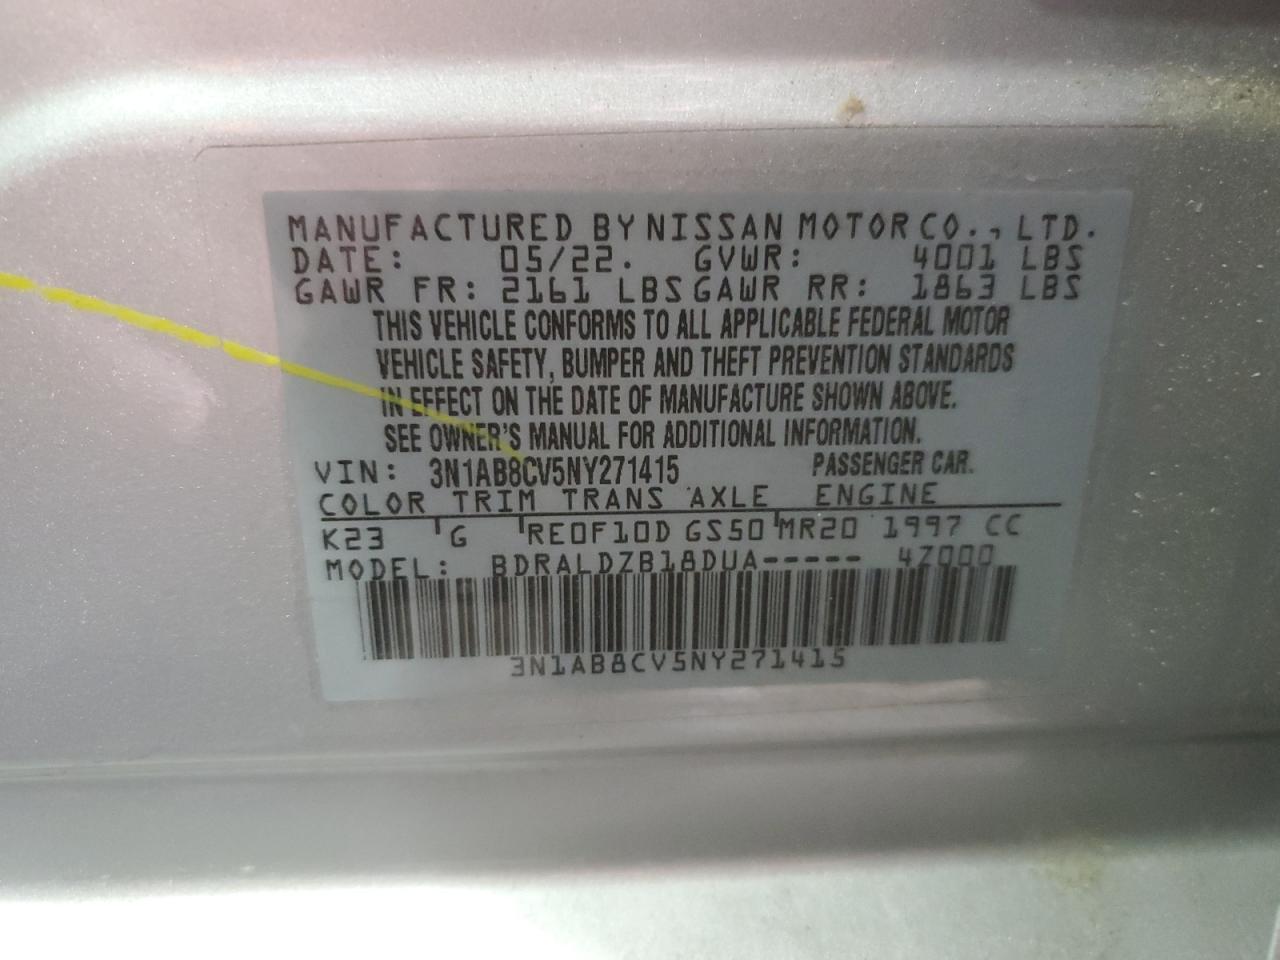 MANUFACTURED BY NISSAN MOTOR CO., LTD.
DATE: 05/22. GVWR: 4001 LBS
GAWR FR: 2161 LBS GAWR RR: 1863 LBS
THIS VEHICLE CONFORMS TO ALL APPLICABLE FEDERAL MOTOR
VEHICLE SAFETY, BUMPER AND THEFT PREVENTION STANDARDS
IN EFFECT ON THE DATE OF MANUFACTURE SHOWN ABOVE.
SEE OWNER'S MANUAL FOR ADDITIONAL INFORMATION.
VIN: 3N1AB8CV5NY271415 PASSENGER CAR.
COLOR TRIM TRANS AXLE ENGINE
K23 G RE0F10D GS50 MR20 1997 CC
MODEL: BDRALDZB18DUA----- 4Z000
3N1AB8CV5NY271415